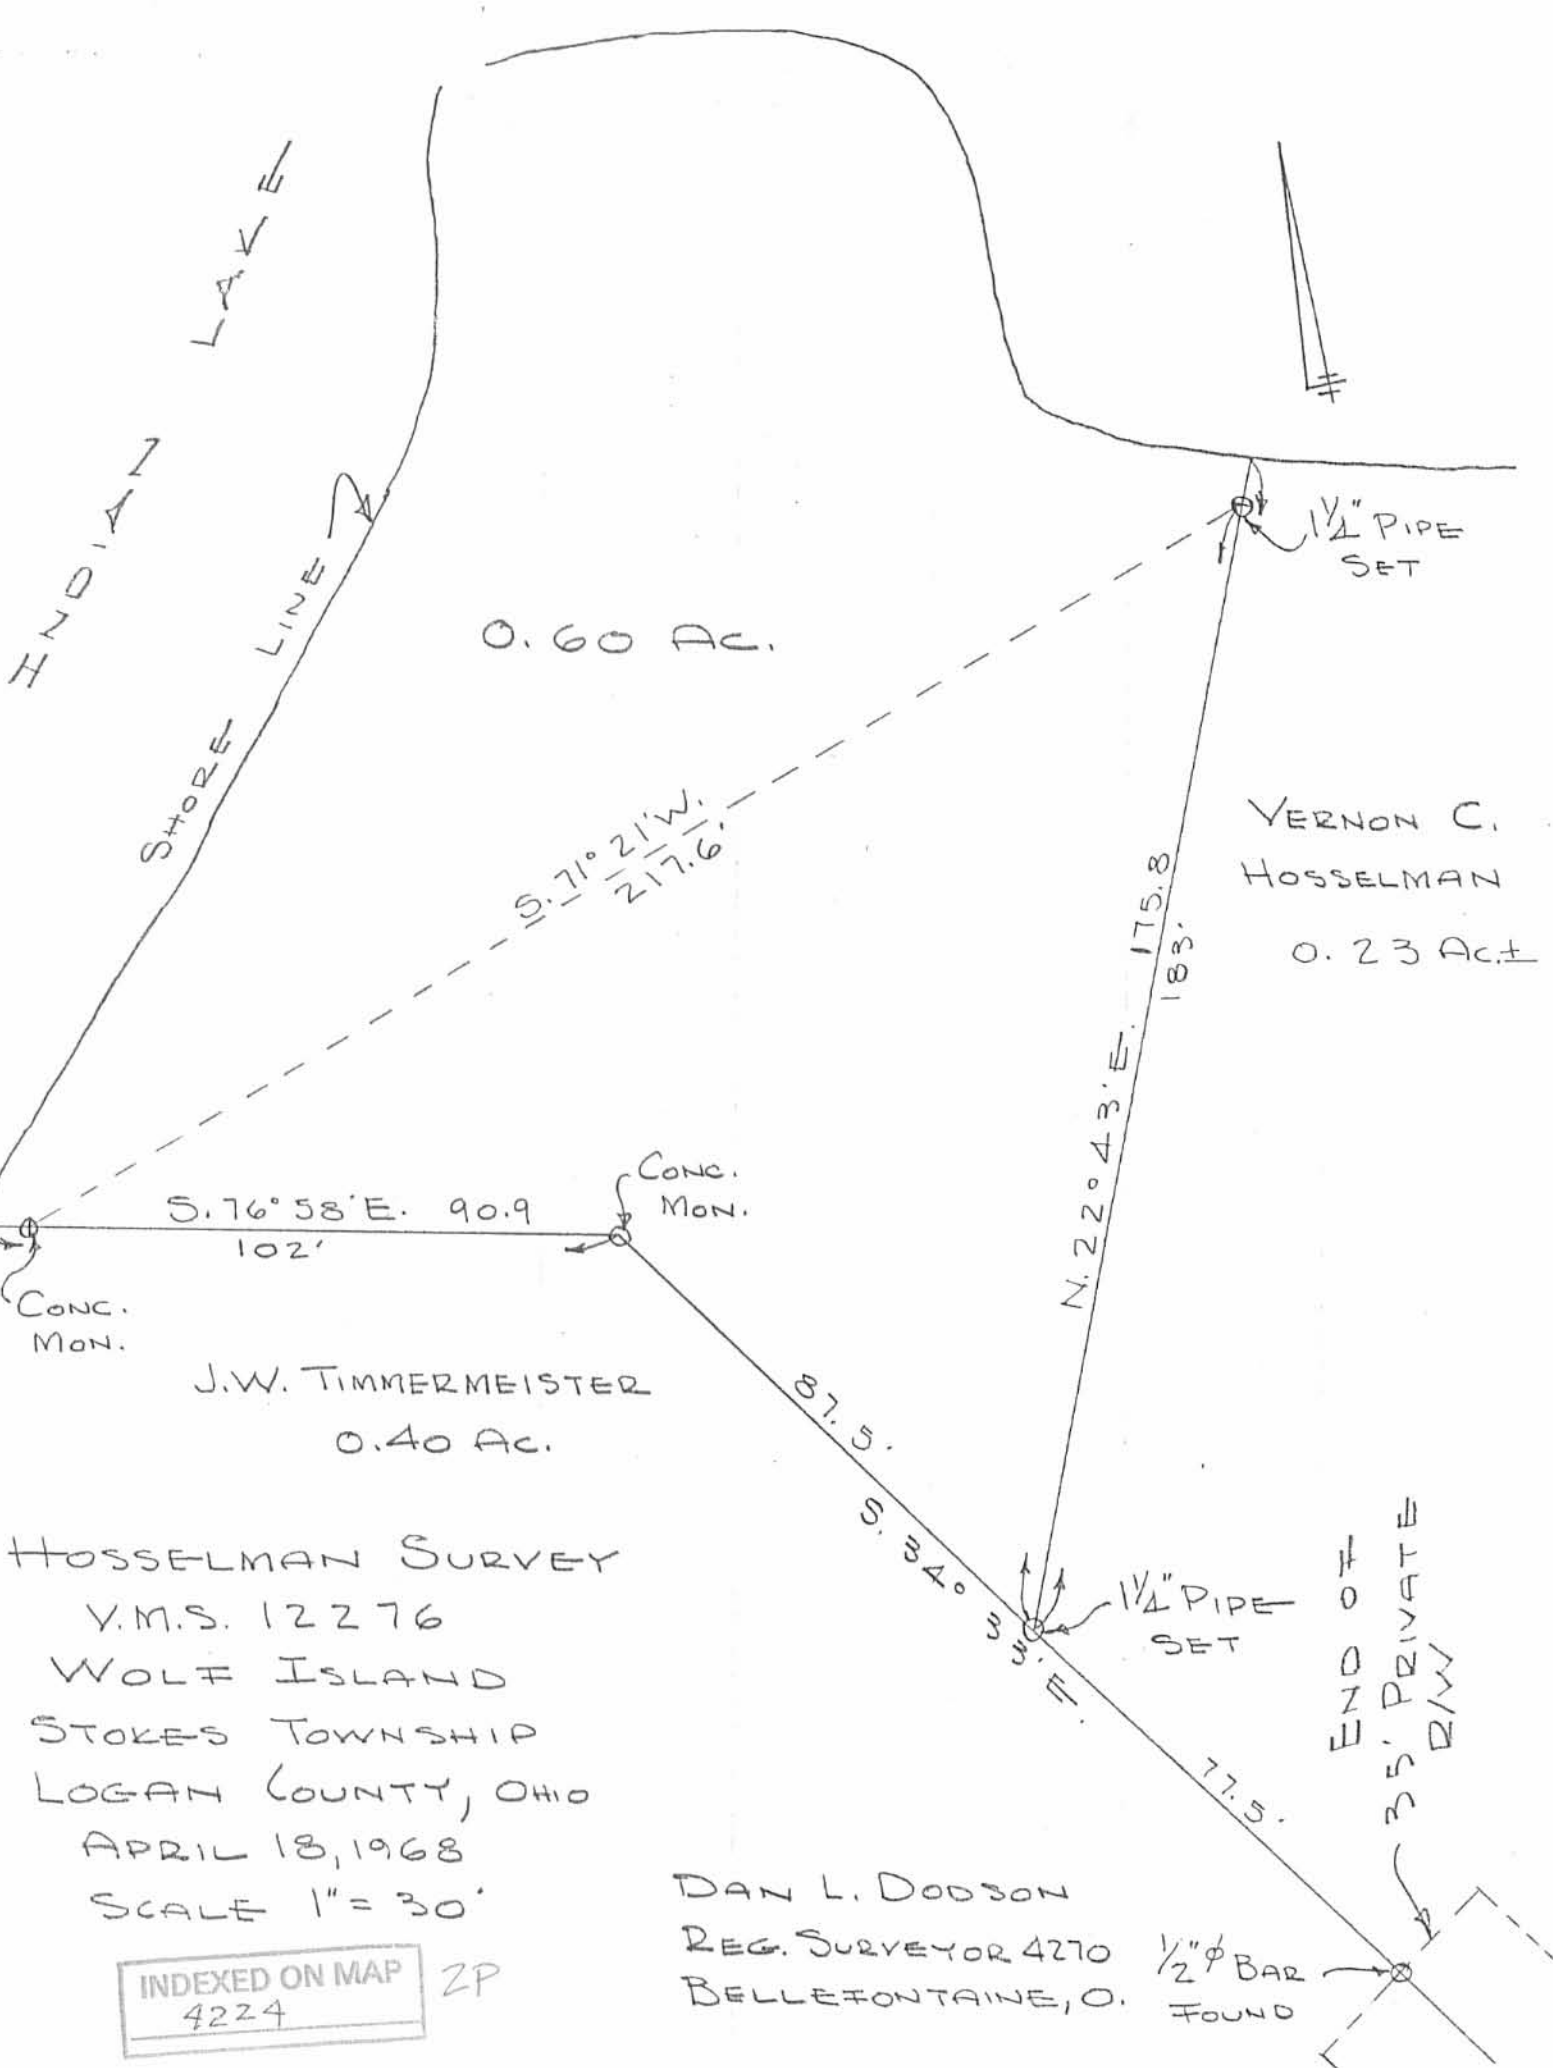 INDIAN LAKE
SHORE LINE
0.60 AC.
1¼" PIPE
SET
S. 71° 21' W.
217.6'
VERNON C.
HOSSELMAN
0.23 AC.±
N. 22° 43' E. 175.8
183'
S. 76° 58' E. 90.9
102'
CONC.
MON.
CONC.
MON.
J.W. TIMMERMEISTER
0.40 AC.
87.5'
S. 34° 33' E.
1¼" PIPE
SET
77.5'
END OF
35' PRIVATE
R/W
HOSSELMAN SURVEY
V.M.S. 12276
WOLF ISLAND
STOKES TOWNSHIP
LOGAN COUNTY, OHIO
APRIL 18, 1968
SCALE 1" = 30'
DAN L. DODSON
REG. SURVEYOR 4270
BELLEFONTAINE, O.
½" ϕ BAR
FOUND
INDEXED ON MAP
4224
2P